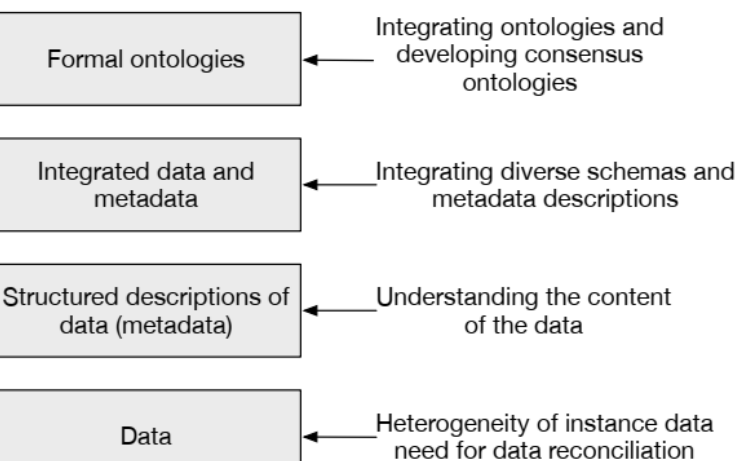 Formal ontologies
Integrating ontologies and
developing consensus
ontologies
Integrated data and
metadata
Integrating diverse schemas and
metadata descriptions
Structured descriptions of
data (metadata)
Understanding the content
of the data
Data
Heterogeneity of instance data
need for data reconciliation